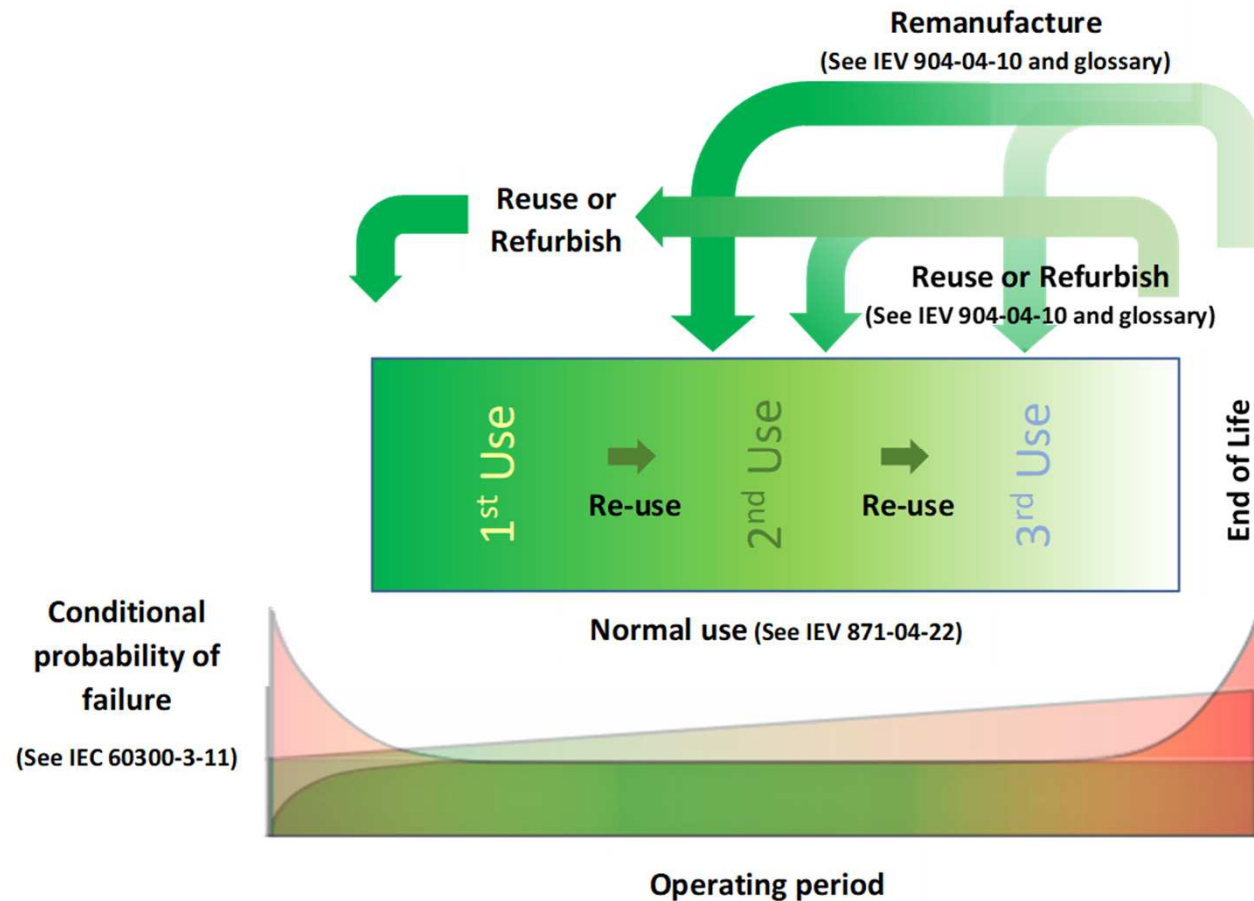 Remanufacture
(See IEV 904-04-10 and glossary)
Reuse or
Refurbish
Reuse or Refurbish
(See IEV 904-04-10 and glossary)
1st Use
Re-use
2nd Use
Re-use
3rd Use
End of Life
Normal use (See IEV 871-04-22)
Conditional
probability of
failure
(See IEC 60300-3-11)
Operating period